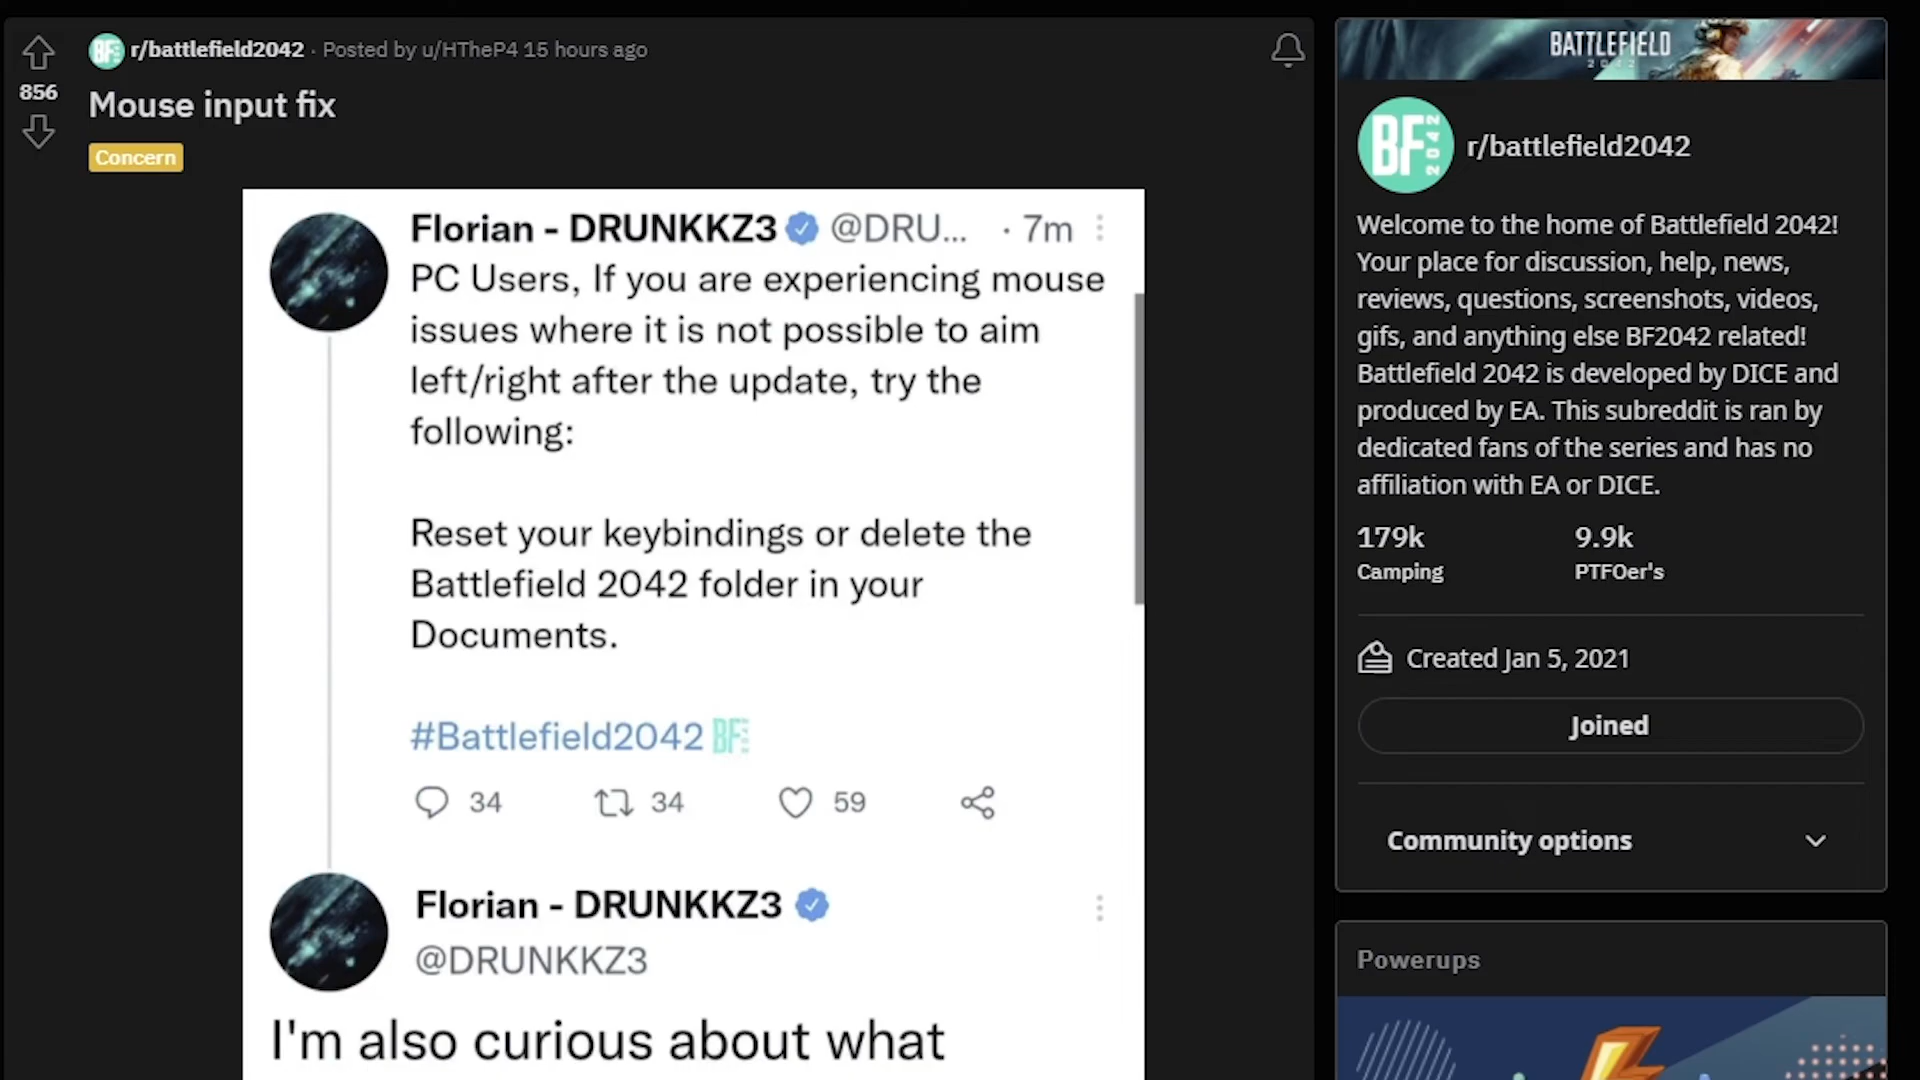 r/battlefield2042 · Posted by u/HTheP4 15 hours ago
856
Mouse input fix
Concern
Florian - DRUNKKZ3 @DRU... · 7m
PC Users, If you are experiencing mouse
issues where it is not possible to aim
left/right after the update, try the
following:
Reset your keybindings or delete the
Battlefield 2042 folder in your
Documents.
#Battlefield2042
34 34 59
Florian - DRUNKKZ3
@DRUNKKZ3
I'm also curious about what
BATTLEFIELD
2042
BF 2042
r/battlefield2042
Welcome to the home of Battlefield 2042!
Your place for discussion, help, news,
reviews, questions, screenshots, videos,
gifs, and anything else BF2042 related!
Battlefield 2042 is developed by DICE and
produced by EA. This subreddit is ran by
dedicated fans of the series and has no
affiliation with EA or DICE.
179k 9.9k
Camping PTFOer's
Created Jan 5, 2021
Joined
Community options
Powerups